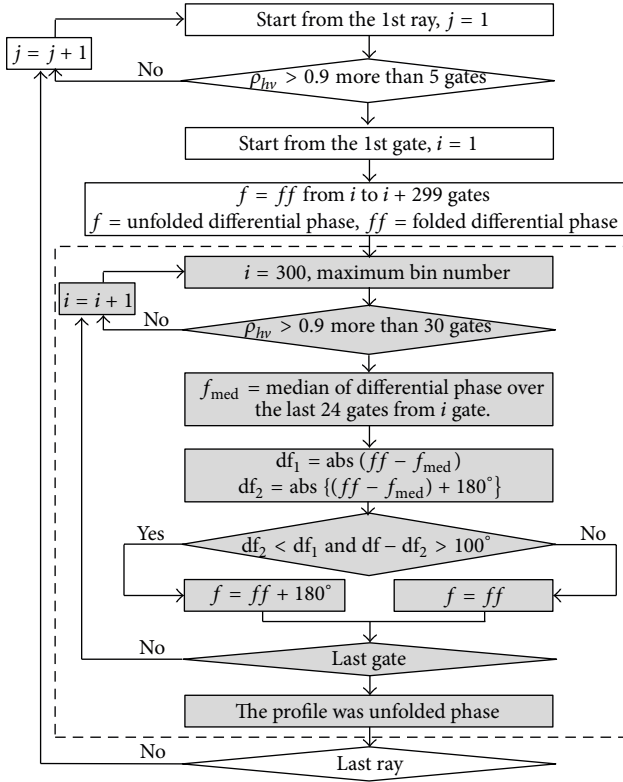 Start from the 1st ray, j = 1
j = j + 1
No
ρhv > 0.9 more than 5 gates
Start from the 1st gate, i = 1
f = ff from i to i + 299 gates
f = unfolded differential phase, ff = folded differential phase
i = 300, maximum bin number
i = i + 1
No
ρhv > 0.9 more than 30 gates
fmed = median of differential phase over
the last 24 gates from i gate.
df1 = abs (ff − fmed)
df2 = abs {(ff − fmed) + 180°}
Yes
No
df2 < df1 and df − df2 > 100°
f = ff + 180°
f = ff
No
Last gate
The profile was unfolded phase
No
Last ray